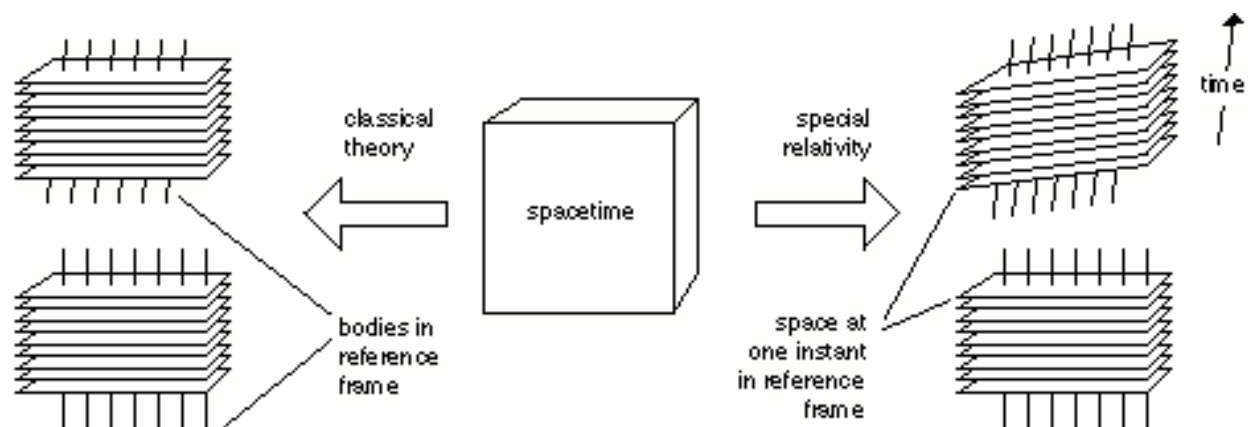 classical
theory
spacetime
special
relativity
time
bodies in
reference
frame
space at
one instant
in reference
frame